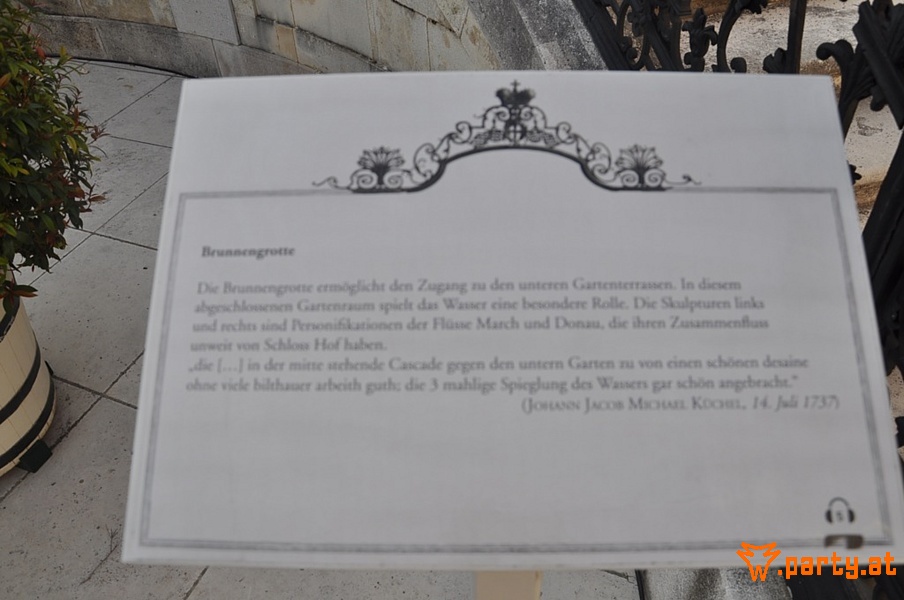 Brunnengrotte
Die Brunnengrotte ermöglicht den Zugang zu den unteren Gartenterrassen. In diesem
abgeschlossenen Gartenraum spielt das Wasser eine besondere Rolle. Die Skulpturen links
und rechts sind Personifikationen der Flüsse March und Donau, die ihren Zusammenfluss
unweit von Schloss Hof haben.
„die [...] in der mitte stehende Cascade gegen den untern Garten zu von einen schönen desaine
ohne viele bilthauer arbeith guth; die 3 mahlige Spieglung des Wassers gar schön angebracht."
(Johann Jacob Michael Küchel, 14. Juli 1737)
w.party.at